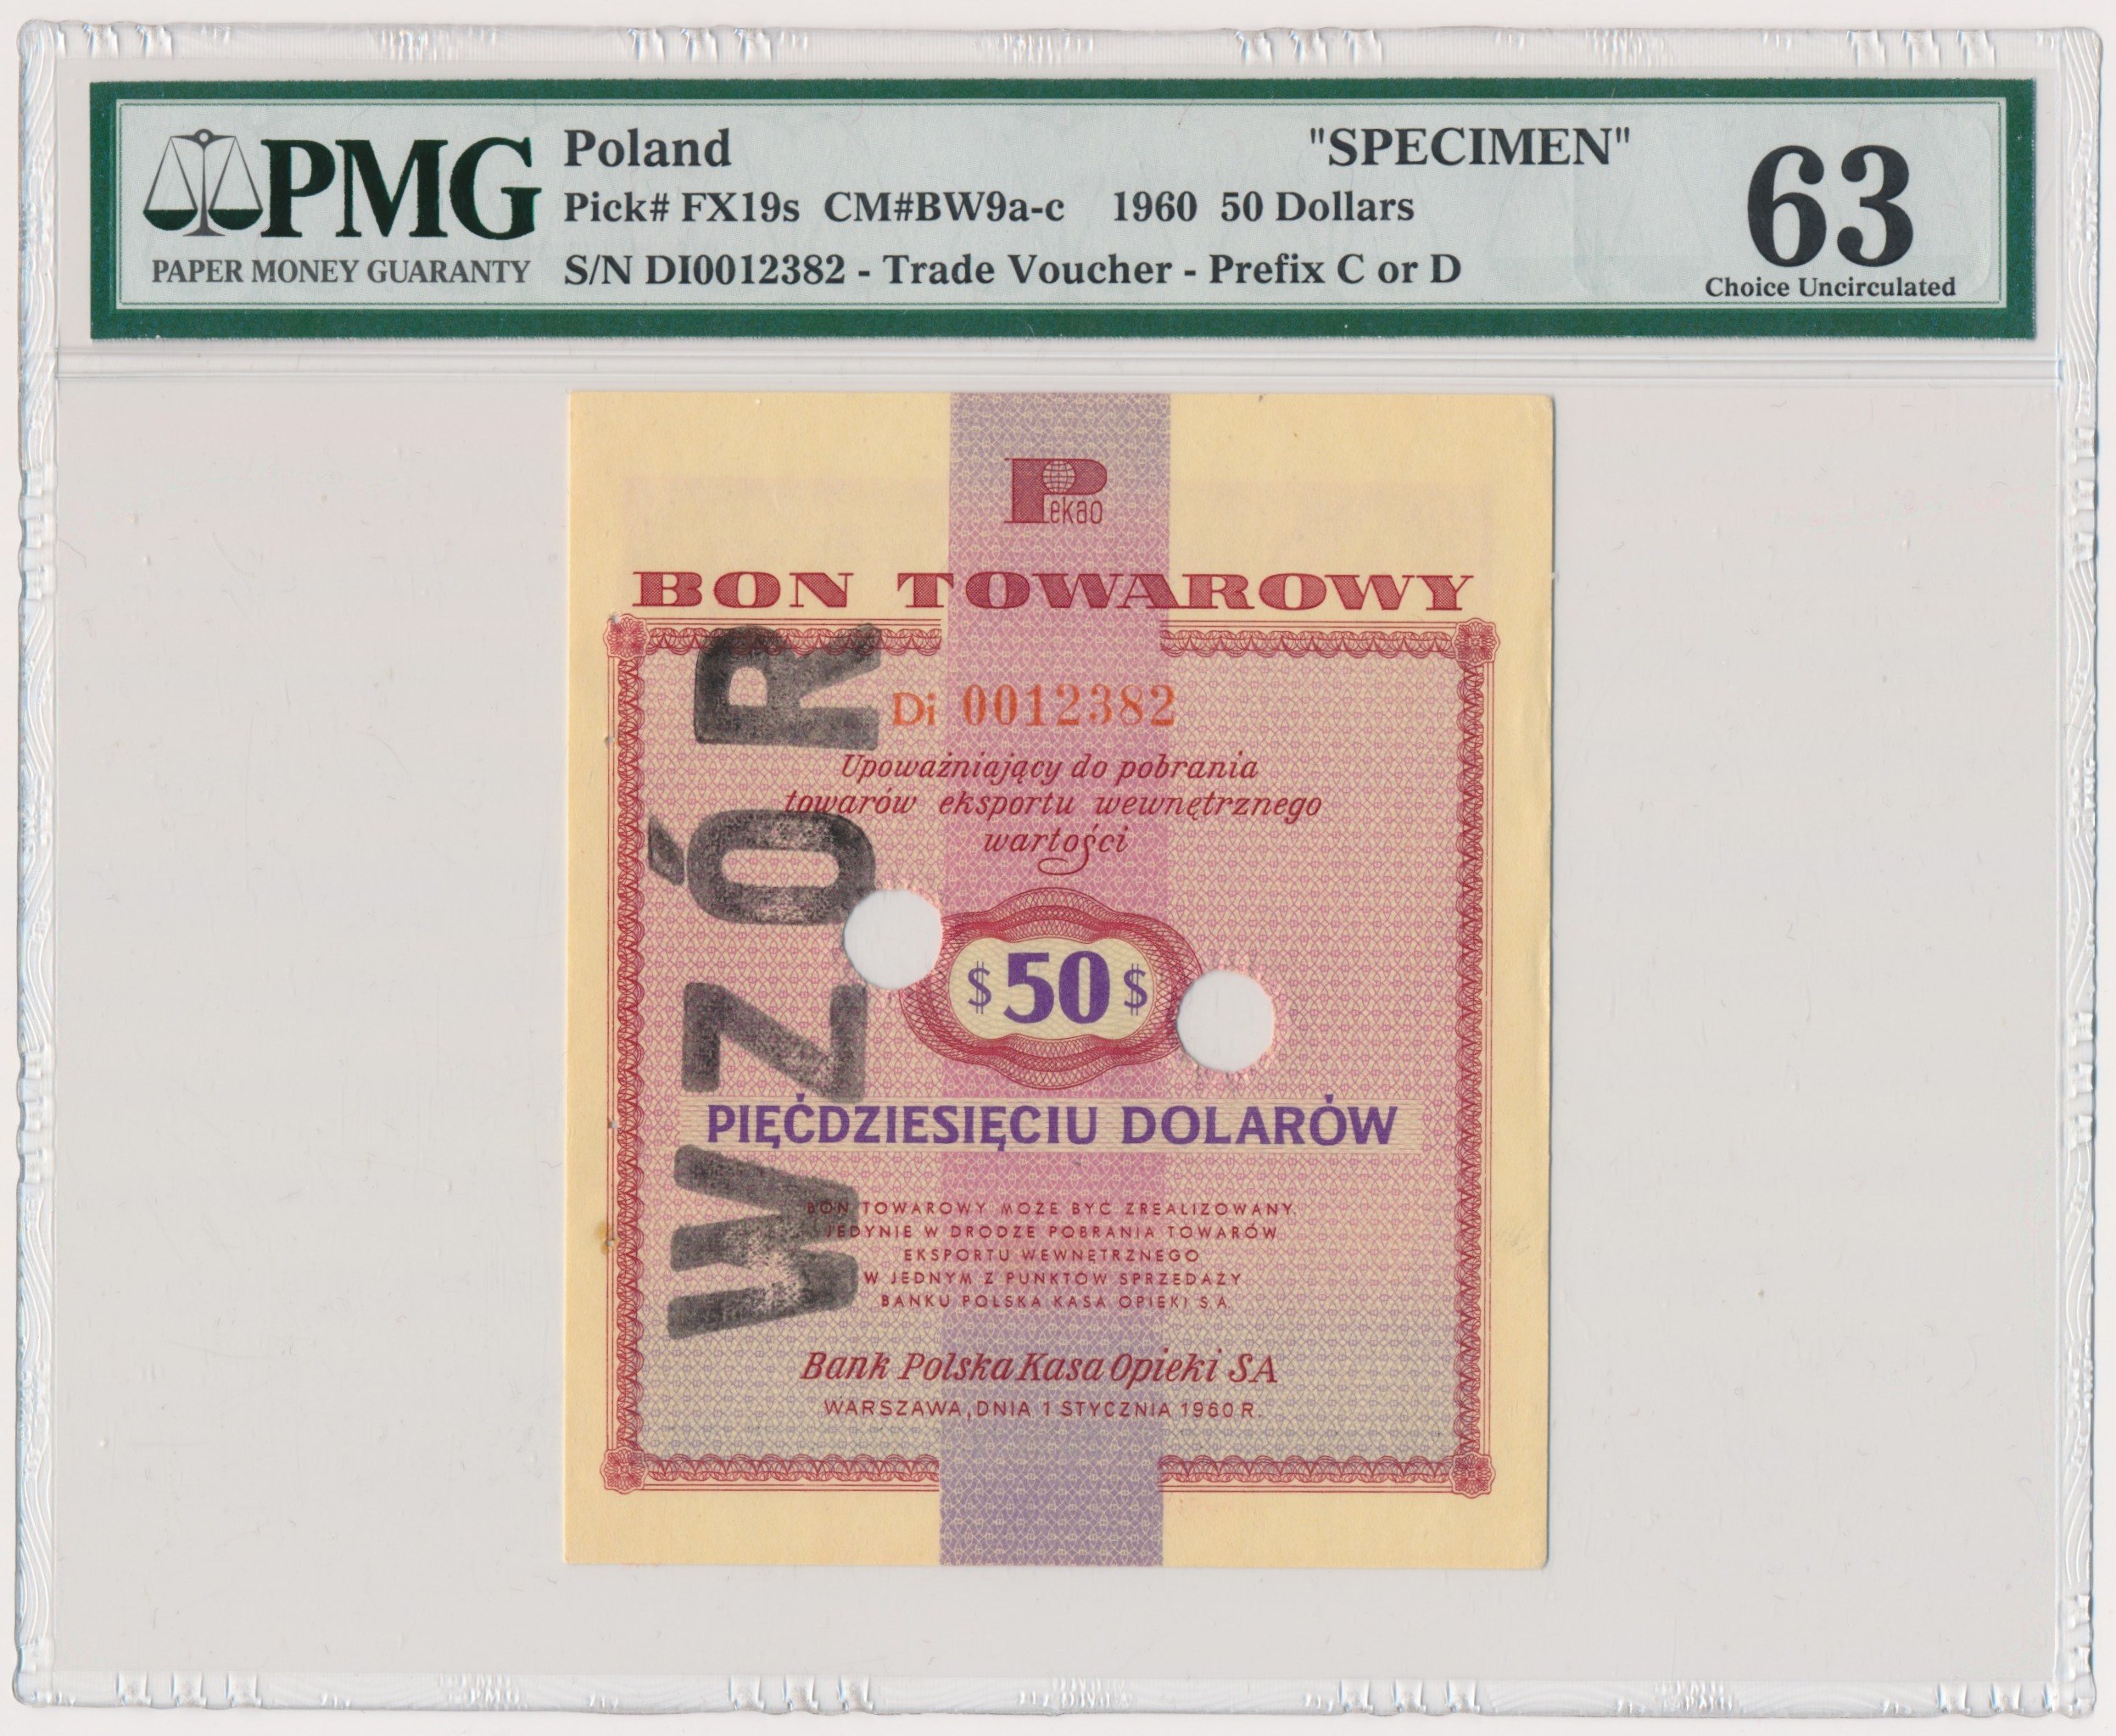 PMG
PAPER MONEY GUARANTY
Poland "SPECIMEN"
Pick# FX19s CM#BW9a-c 1960 50 Dollars
S/N DI0012382 - Trade Voucher - Prefix C or D
63
Choice Uncirculated
Pekao
BON TOWAROWY
Di 0012382
Upoważniający do pobrania
towarów eksportu wewnętrznego
wartości
$50$
PIĘĆDZIESIĘCIU DOLARÓW
BON TOWAROWY MOŻE BYĆ ZREALIZOWANY
JEDYNIE W DRODZE POBRANIA TOWARÓW
EKSPORTU WEWNĘTRZNEGO
W JEDNYM Z PUNKTÓW SPRZEDAŻY
BANKU POLSKA KASA OPIEKI S.A.
Bank Polska Kasa Opieki SA
WARSZAWA, DNIA 1 STYCZNIA 1960 R.
WZÓR